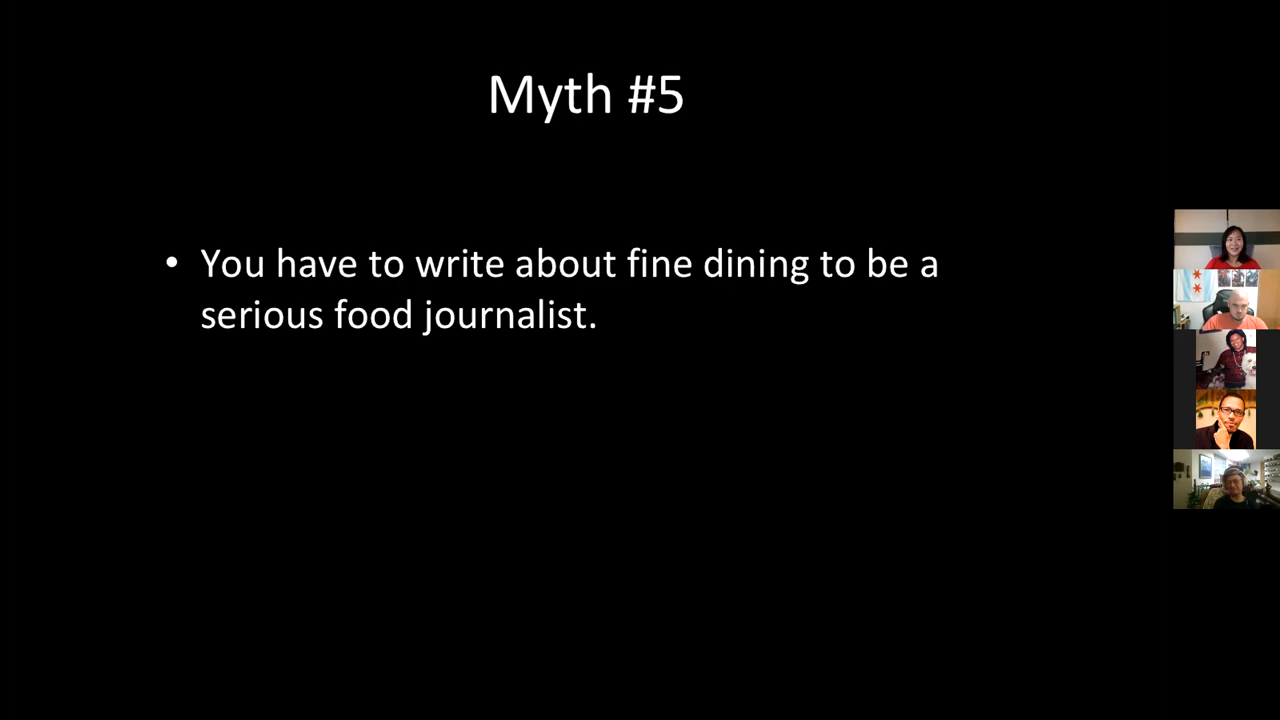 Myth #5
• You have to write about fine dining to be a
serious food journalist.